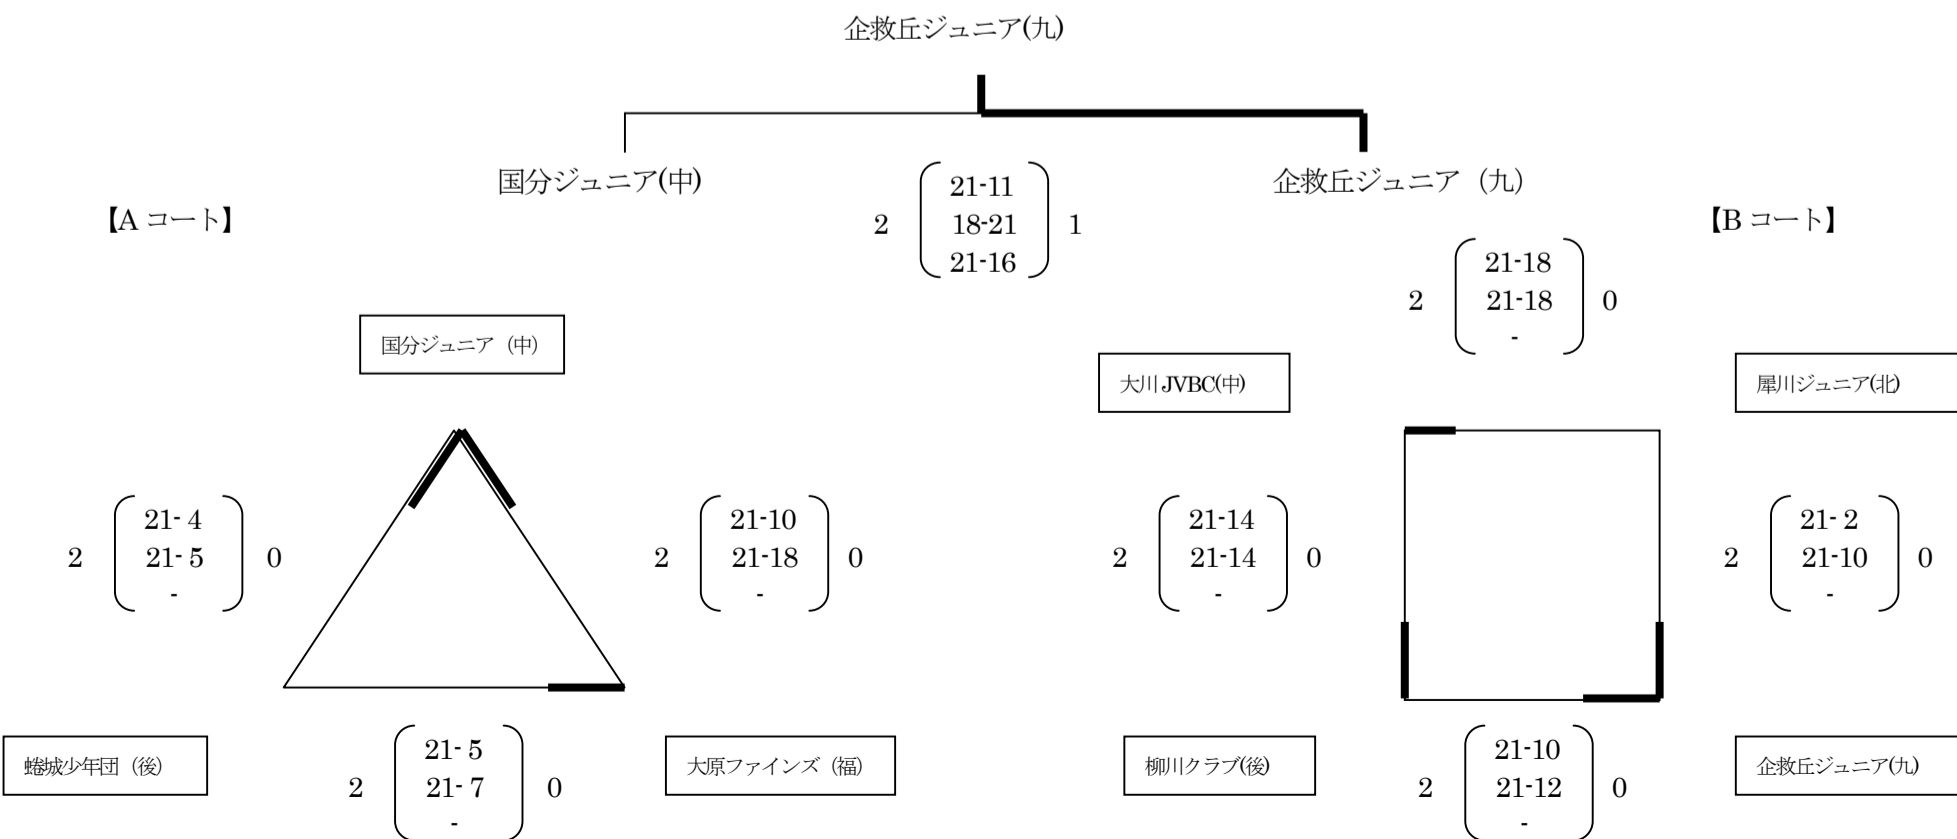 企救丘ジュニア(九)
国分ジュニア(中)
企救丘ジュニア（九）
2 21-11 1
18-21
21-16
【A コート】
【B コート】
2 21-18 0
21-18
-
国分ジュニア（中）
大川 JVBC(中)
犀川ジュニア(北)
2 21- 4 0
21- 5
-
2 21-10 0
21-18
-
2 21-14 0
21-14
-
2 21- 2 0
21-10
-
蜷城少年団（後）
2 21- 5 0
21- 7
-
大原ファインズ（福）
柳川クラブ(後)
2 21-10 0
21-12
-
企救丘ジュニア(九)